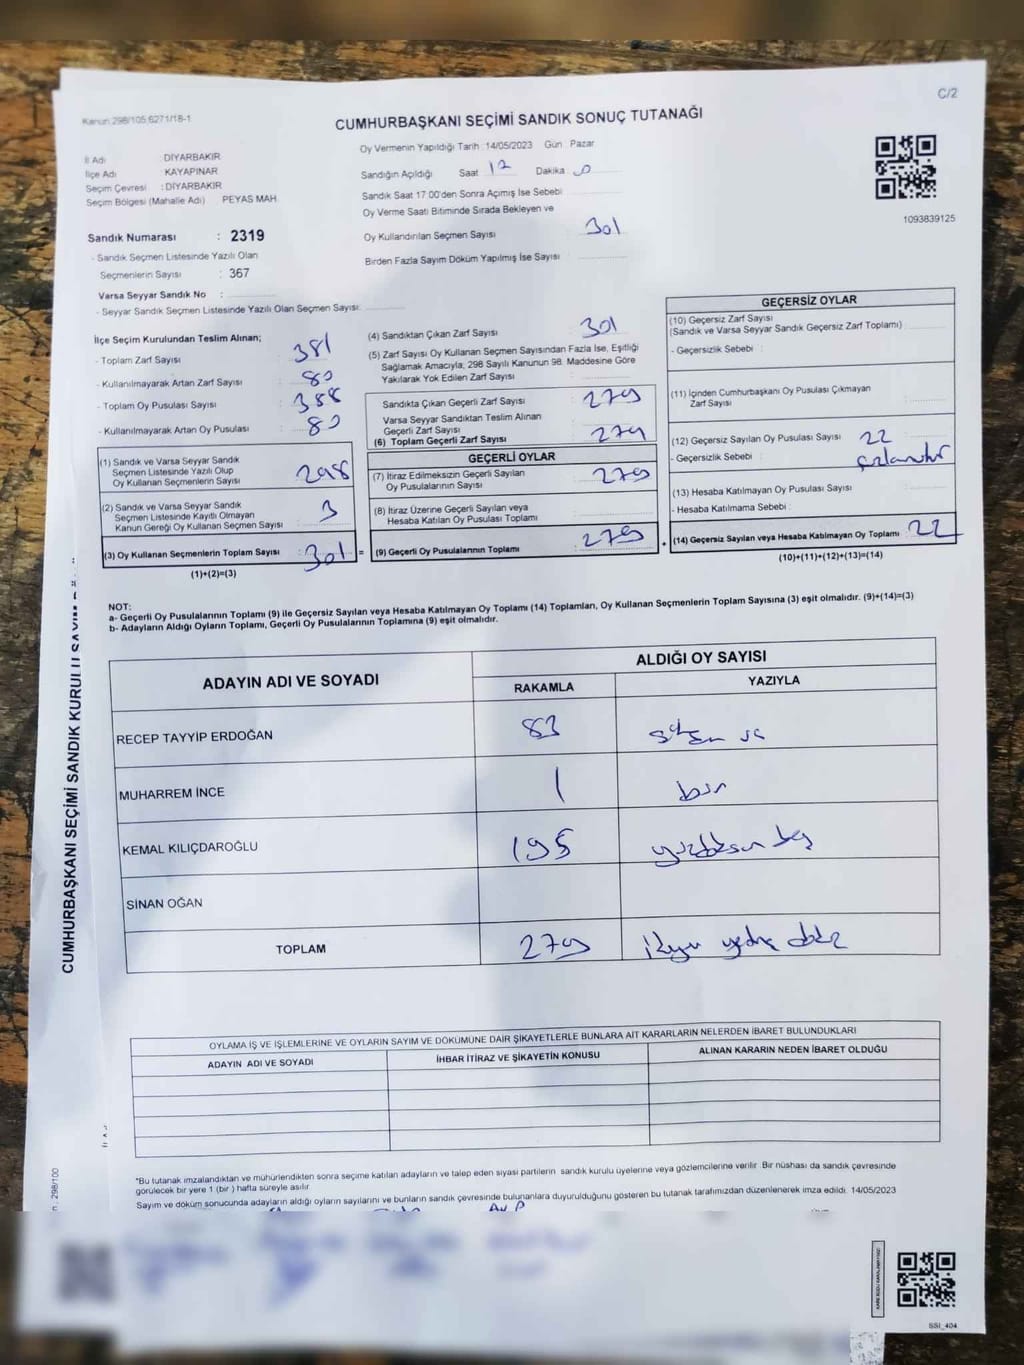 C/2
Kanun 298/105,6271/18-1
CUMHURBAŞKANI SEÇİMİ SANDIK SONUÇ TUTANAĞI
İl Adı DİYARBAKIR
İlçe Adı KAYAPINAR
Seçim Çevresi : DİYARBAKIR
Seçim Bölgesi (Mahalle Adı) PEYAS MAH.
Sandık Numarası : 2319
- Sandık Seçmen Listesinde Yazılı Olan
Seçmenlerin Sayısı : 367
Varsa Seyyar Sandık No :
- Seyyar Sandık Seçmen Listesinde Yazılı Olan Seçmen Sayısı:
Oy Vermenin Yapıldığı Tarih : 14/05/2023 Gün Pazar
Sandığın Açıldığı Saat Dakika
Sandık Saat 17:00'den Sonra Açımış İse Sebebi
Oy Verme Saati Bitiminde Sırada Bekleyen ve
Oy Kullandırılan Seçmen Sayısı 301
Birden Fazla Sayım Döküm Yapılmış İse Sayısı :
1093839125
İlçe Seçim Kurulundan Teslim Alınan;
- Toplam Zarf Sayısı : 381
- Kullanılmayarak Artan Zarf Sayısı : 80
- Toplam Oy Pusulası Sayısı : 388
- Kullanılmayarak Artan Oy Pusulası : 80
(1) Sandık ve Varsa Seyyar Sandık
Seçmen Listesinde Yazılı Olup
Oy Kullanan Seçmenlerin Sayısı : 298
(2) Sandık ve Varsa Seyyar Sandık
Seçmen Listesinde Kayıtlı Olmayan
Kanun Gereği Oy Kullanan Seçmen Sayısı : 3
(3) Oy Kullanan Seçmenlerin Toplam Sayısı : 301 =
(1)+(2)=(3)
(4) Sandıktan Çıkan Zarf Sayısı 301
(5) Zarf Sayısı Oy Kullanan Seçmen Sayısından Fazla İse, Eşitliği
Sağlamak Amacıyla; 298 Sayılı Kanunun 98. Maddesine Göre
Yakılarak Yok Edilen Zarf Sayısı :
Sandıkta Çıkan Geçerli Zarf Sayısı : 279
Varsa Seyyar Sandıktan Teslim Alınan
Geçerli Zarf Sayısı :
(6) Toplam Geçerli Zarf Sayısı : 279
GEÇERLİ OYLAR
(7) İtiraz Edilmeksizin Geçerli Sayılan
Oy Pusulalarının Sayısı : 279
(8) İtiraz Üzerine Geçerli Sayılan veya
Hesaba Katılan Oy Pusulası Toplamı :
(9) Geçerli Oy Pusulalarının Toplamı : 279 +
GEÇERSİZ OYLAR
(10) Geçersiz Zarf Sayısı
(Sandık ve Varsa Seyyar Sandık Geçersiz Zarf Toplamı)
- Geçersizlik Sebebi :
(11) İçinden Cumhurbaşkanı Oy Pusulası Çıkmayan
Zarf Sayısı :
(12) Geçersiz Sayılan Oy Pusulası Sayısı : 22
- Geçersizlik Sebebi :
(13) Hesaba Katılmayan Oy Pusulası Sayısı :
- Hesaba Katılmama Sebebi :
(14) Geçersiz Sayılan veya Hesaba Katılmayan Oy Toplamı : 22
(10)+(11)+(12)+(13)=(14)
NOT:
a- Geçerli Oy Pusulalarının Toplamı (9) ile Geçersiz Sayılan veya Hesaba Katılmayan Oy Toplamı (14) Toplamları, Oy Kullanan Seçmenlerin Toplam Sayısına (3) eşit olmalıdır. (9)+(14)=(3)
b- Adayların Aldığı Oyların Toplamı, Geçerli Oy Pusulalarının Toplamına (9) eşit olmalıdır.
ADAYIN ADI VE SOYADI ALDIĞI OY SAYISI
RAKAMLA YAZIYLA
RECEP TAYYİP ERDOĞAN 83 seksen üç
MUHARREM İNCE 1 bir
KEMAL KILIÇDAROĞLU 195 yüzdoksan beş
SİNAN OĞAN
TOPLAM 279 ikiyüz yetmiş dokuz
OYLAMA İŞ VE İŞLEMLERİNE VE OYLARIN SAYIM VE DÖKÜMÜNE DAİR ŞİKAYETLERLE BUNLARA AİT KARARLARIN NELERDEN İBARET BULUNDUKLARI
ADAYIN ADI VE SOYADI İHBAR İTİRAZ VE ŞİKAYETİN KONUSU ALINAN KARARIN NEDEN İBARET OLDUĞU
*Bu tutanak imzalandıktan ve mühürlendikten sonra seçime katılan adayların ve talep eden siyasi partilerin sandık kurulu üyelerine veya gözlemcilerine verilir. Bir nüshası da sandık çevresinde
görülecek bir yere 1 (bir) hafta süreyle asılır.
Sayım ve döküm sonucunda adayların aldığı oyların sayılarını ve bunların sandık çevresinde bulunanlara duyurulduğunu gösteren bu tutanak tarafımızdan düzenlenerek imza edildi. 14/05/2023
CUMHURBAŞKANI SEÇİMİ SANDIK KURULU SAYIM
n. 298/100
SSI_404